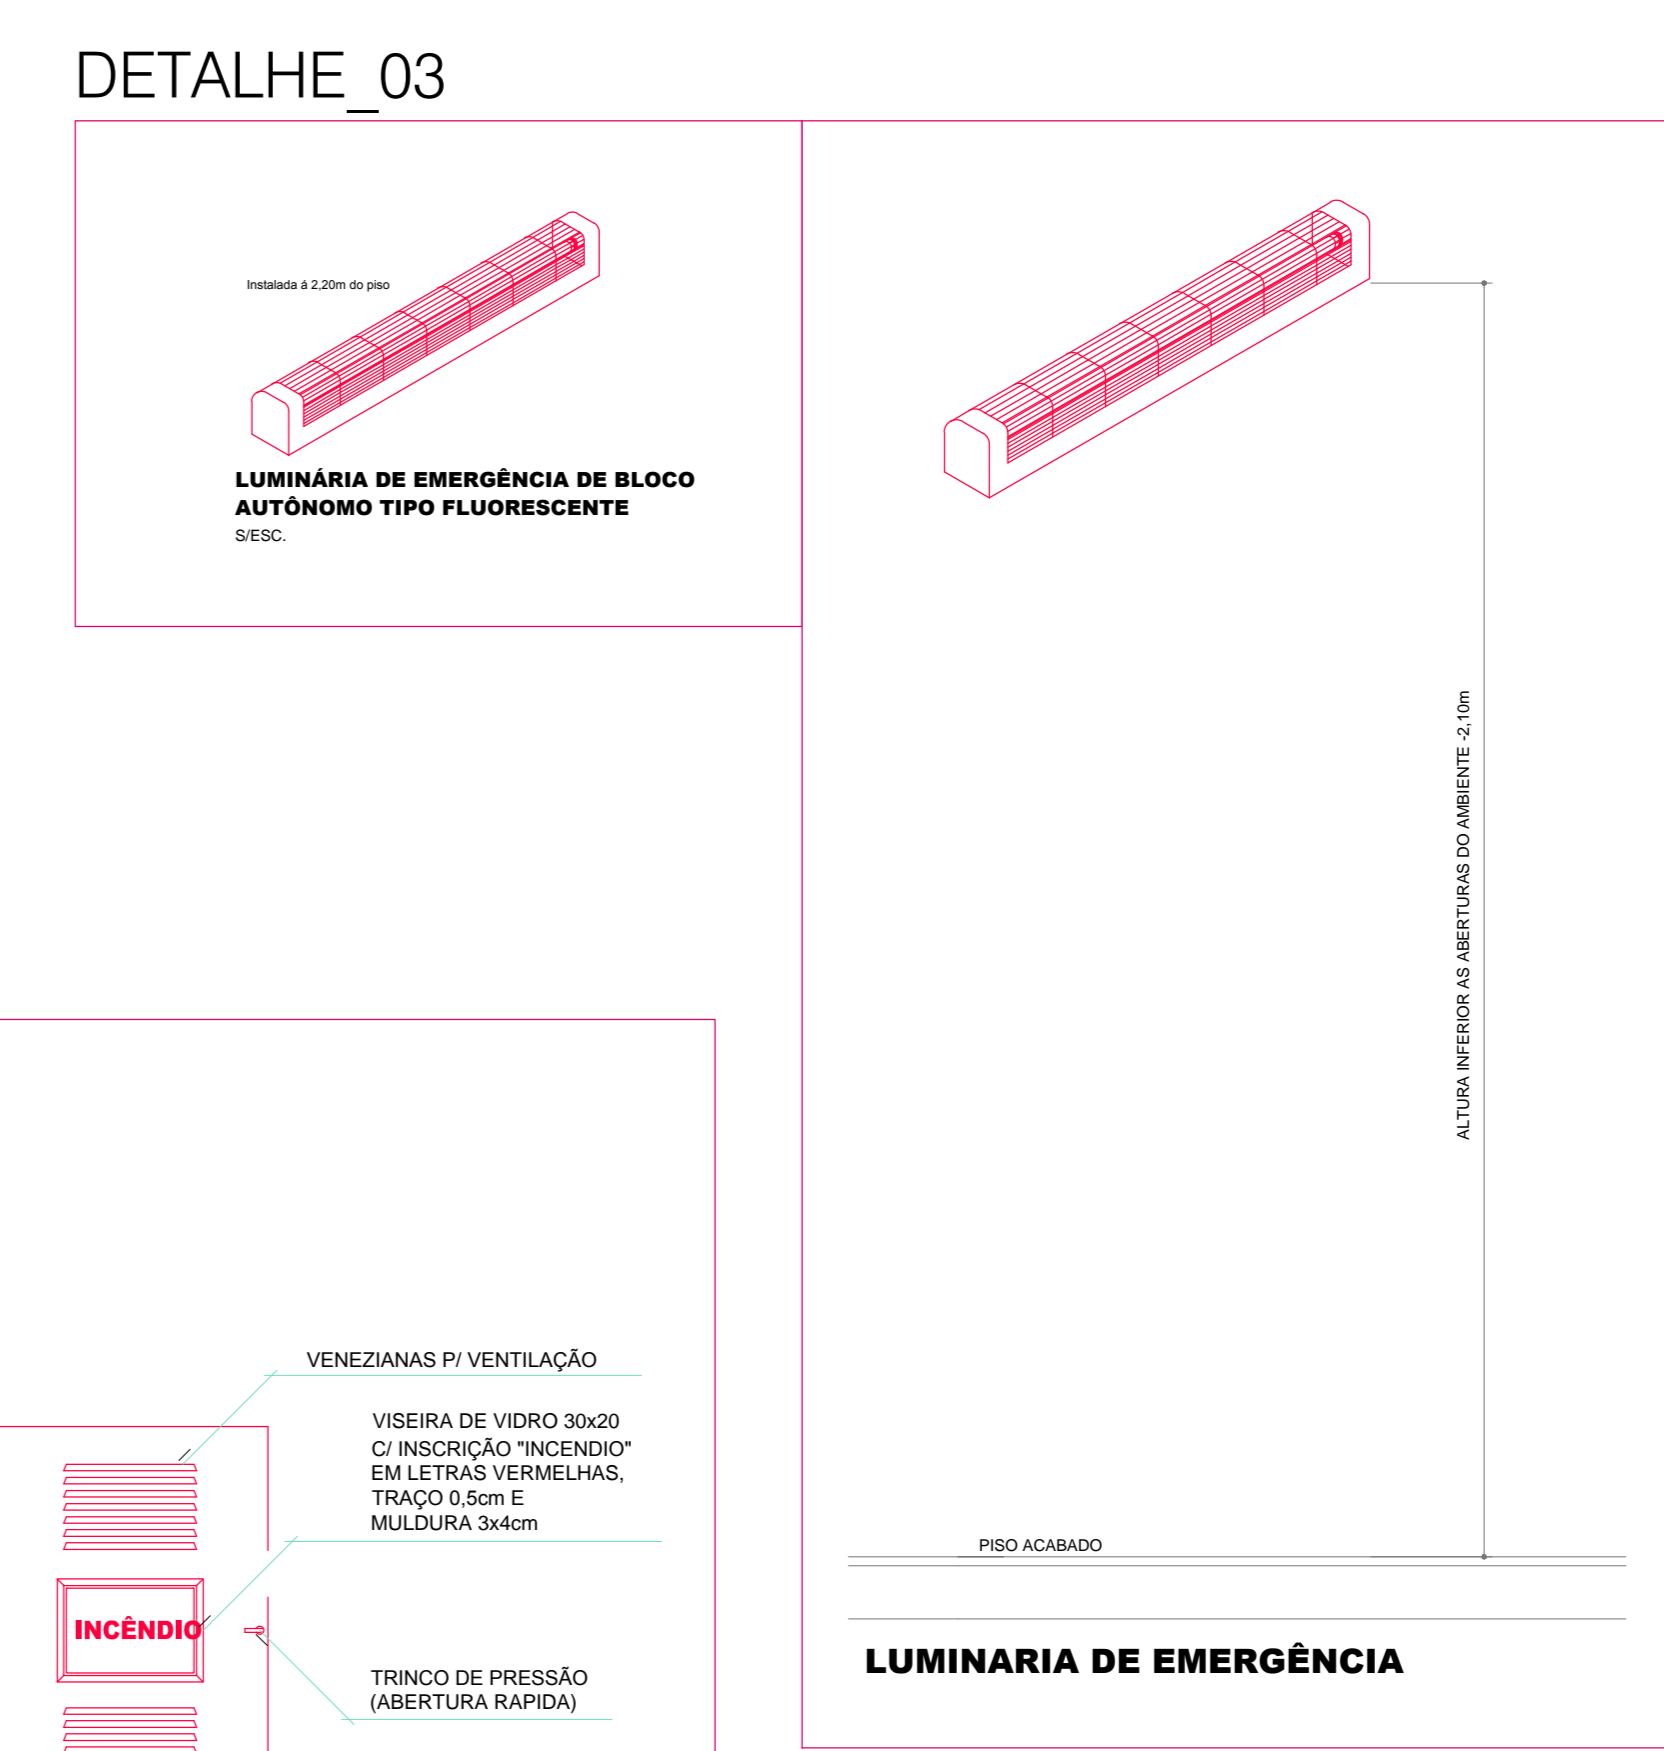 DETALHE_03
Instalada á 2,20m do piso
LUMINÁRIA DE EMERGÊNCIA DE BLOCO
AUTÔNOMO TIPO FLUORESCENTE
S/ESC.
ALTURA INFERIOR AS ABERTURAS DO AMBIENTE -2,10m
PISO ACABADO
LUMINARIA DE EMERGÊNCIA
VENEZIANAS P/ VENTILAÇÃO
VISEIRA DE VIDRO 30x20
C/ INSCRIÇÃO "INCENDIO"
EM LETRAS VERMELHAS,
TRAÇO 0,5cm E
MULDURA 3x4cm
INCÊNDIO
TRINCO DE PRESSÃO
(ABERTURA RAPIDA)